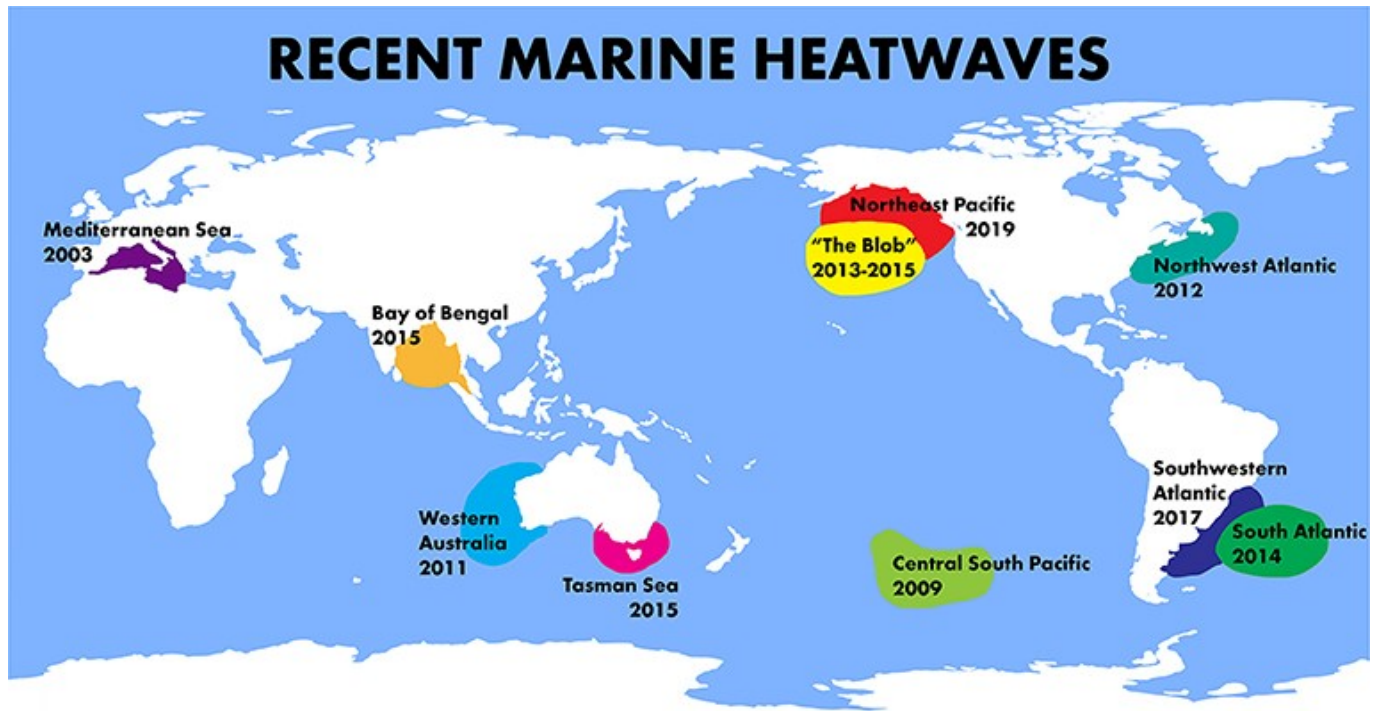 RECENT MARINE HEATWAVES
Mediterranean Sea
2003
Bay of Bengal
2015
Western
Australia
2011
Tasman Sea
2015
Northeast Pacific
2019
“The Blob”
2013-2015
Northwest Atlantic
2012
Central South Pacific
2009
Southwestern
Atlantic
2017
South Atlantic
2014